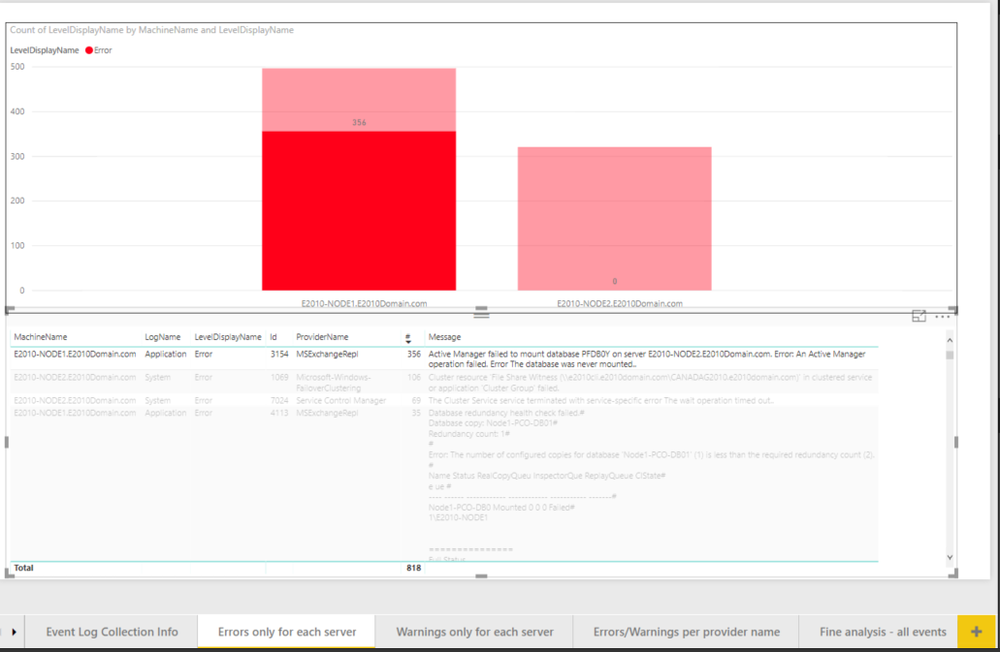 Count of LevelDisplayName by MachineName and LevelDisplayName
LevelDisplayName Error
500
400
356
300
200
100
0
0
E2010-NODE1.E2010Domain.com E2010-NODE2.E2010Domain.com
MachineName LogName LevelDisplayName Id ProviderName # Message
E2010-NODE1.E2010Domain.com Application Error 3154 MSExchangeRepl 356 Active Manager failed to mount database PFDB0Y on server E2010-NODE2.E2010Domain.com. Error: An Active Manager
operation failed. Error The database was never mounted..
E2010-NODE2.E2010Domain.com System Error 1069 Microsoft-Windows- 106 Cluster resource 'File Share Witness (\\e2010cl.e2010domain.com\CANADAG2010.e2010domain.com)' in clustered service
FailoverClustering or application 'Cluster Group' failed.
E2010-NODE2.E2010Domain.com System Error 7024 Service Control Manager 69 The Cluster Service service terminated with service-specific error The wait operation timed out..
E2010-NODE1.E2010Domain.com Application Error 4113 MSExchangeRepl 35 Database redundancy health check failed.#
Database copy: Node1-PCO-DB01#
Redundancy count: 1#
#
Error: The number of configured copies for database 'Node1-PCO-DB01' (1) is less than the required redundancy count (2).
#
Name Status RealCopyQueu InspectorQue ReplayQueue CIState#
e ue #
---- ------ ------------ ------------ ----------- -------#
Node1-PCO-DB0 Mounted 0 0 0 Failed#
1\E2010-NODE1
===============
Full Status
Total 818
Event Log Collection Info Errors only for each server Warnings only for each server Errors/Warnings per provider name Fine analysis - all events +